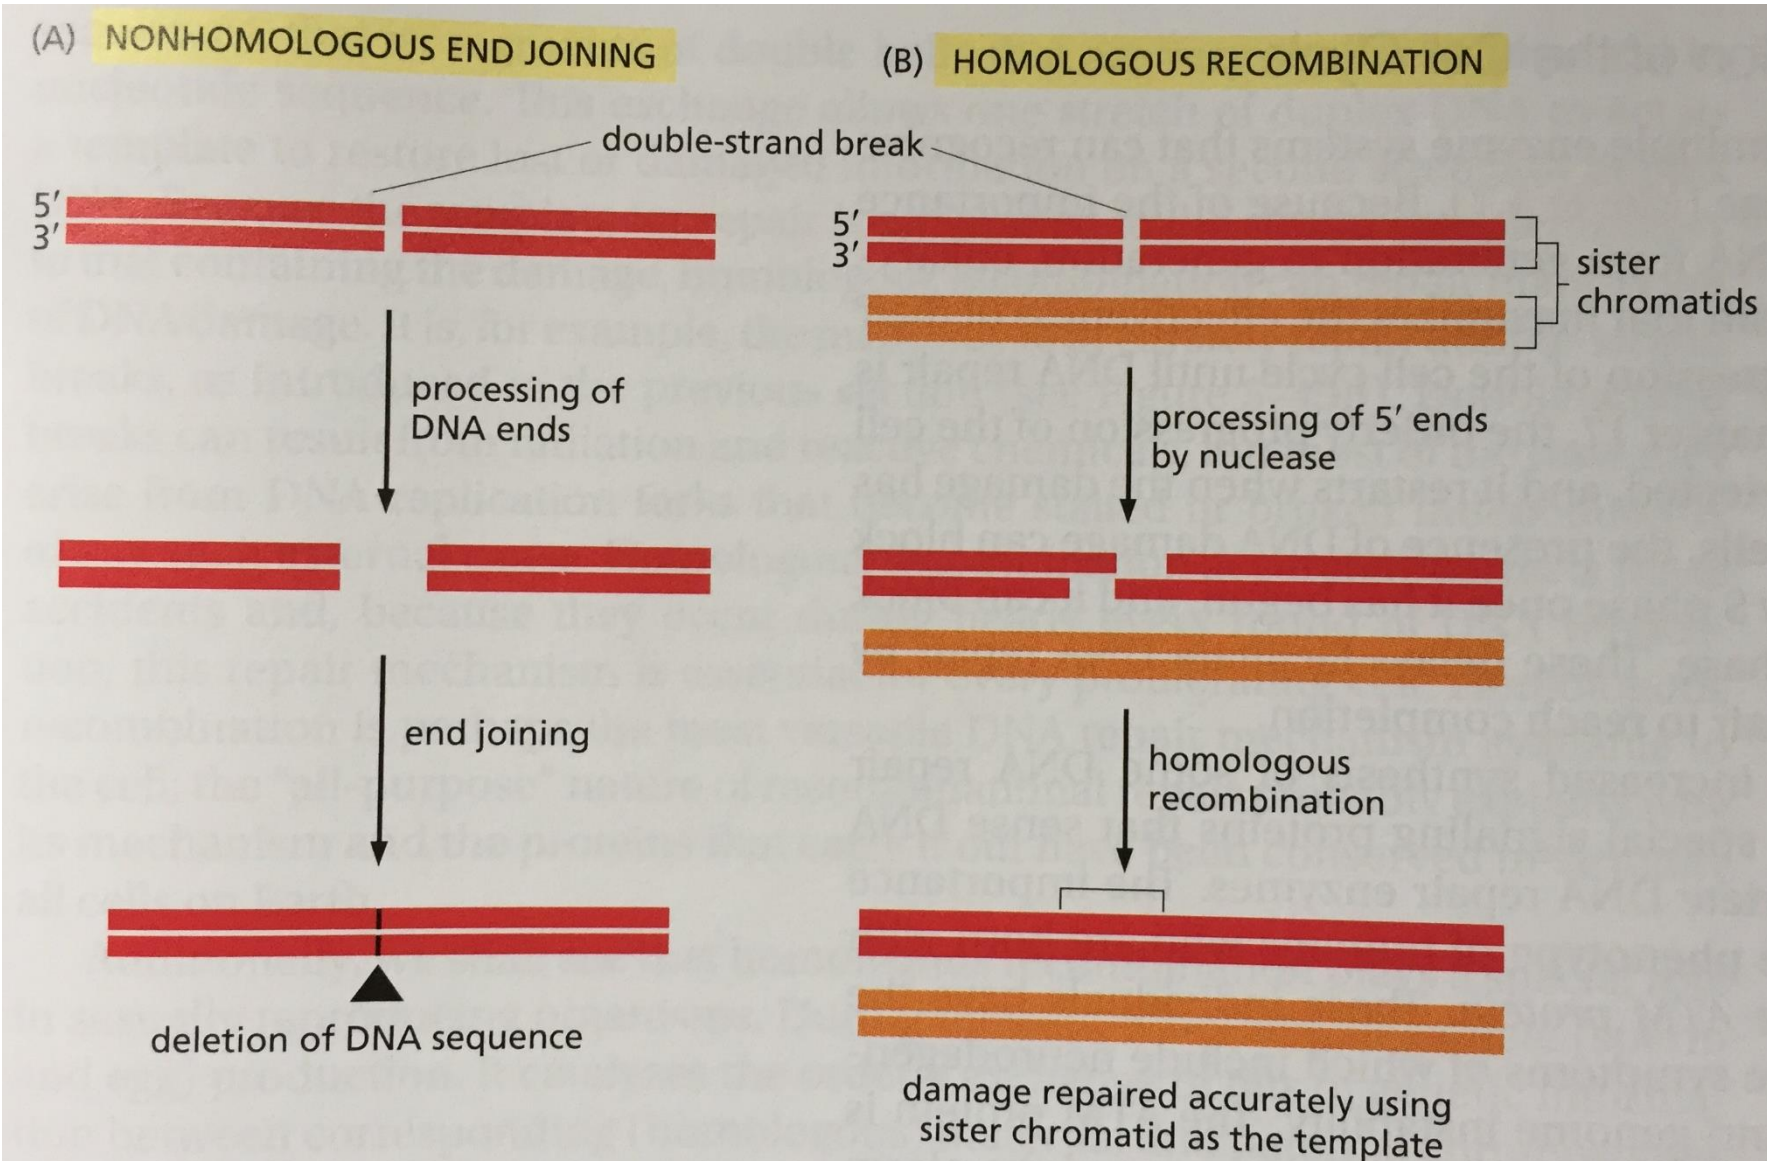 (A) NONHOMOLOGOUS END JOINING
double-strand break
5′
3′
processing of
DNA ends
end joining
deletion of DNA sequence
(B) HOMOLOGOUS RECOMBINATION
5′
3′
sister
chromatids
processing of 5′ ends
by nuclease
homologous
recombination
damage repaired accurately using
sister chromatid as the template